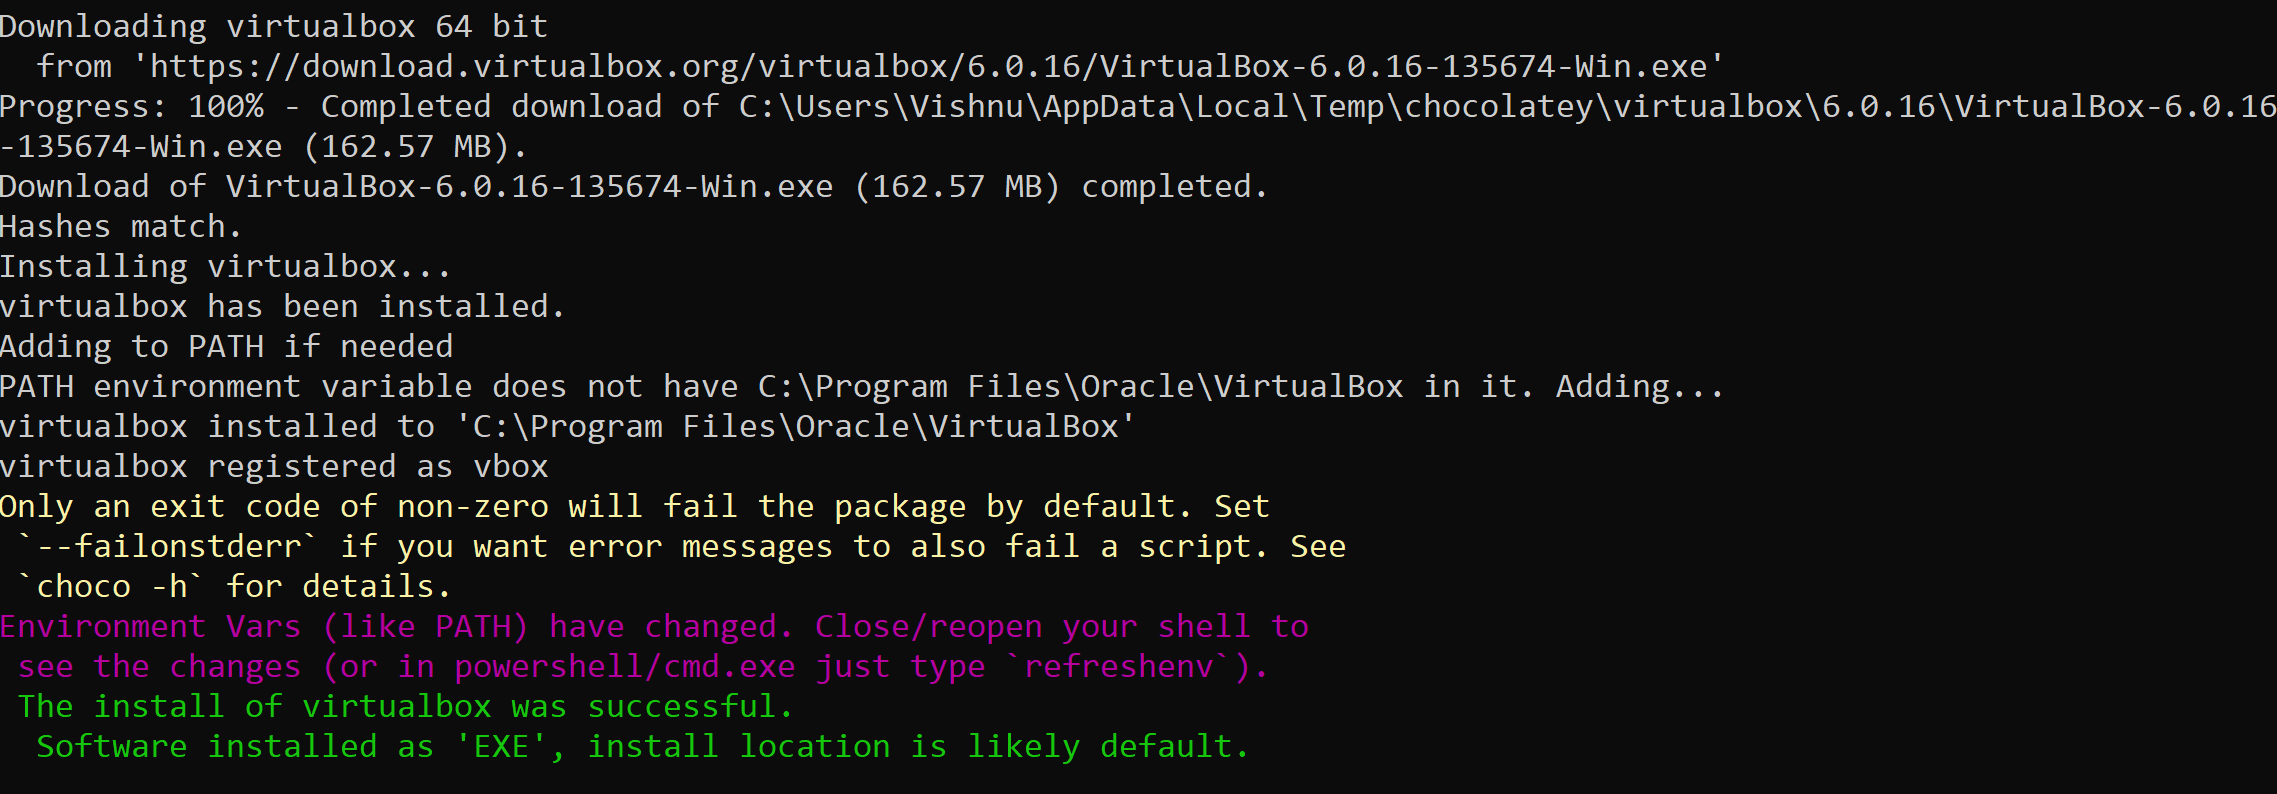 Downloading virtualbox 64 bit
  from 'https://download.virtualbox.org/virtualbox/6.0.16/VirtualBox-6.0.16-135674-Win.exe'
Progress: 100% - Completed download of C:\Users\Vishnu\AppData\Local\Temp\chocolatey\virtualbox\6.0.16\VirtualBox-6.0.16
-135674-Win.exe (162.57 MB).
Download of VirtualBox-6.0.16-135674-Win.exe (162.57 MB) completed.
Hashes match.
Installing virtualbox...
virtualbox has been installed.
Adding to PATH if needed
PATH environment variable does not have C:\Program Files\Oracle\VirtualBox in it. Adding...
virtualbox installed to 'C:\Program Files\Oracle\VirtualBox'
virtualbox registered as vbox
Only an exit code of non-zero will fail the package by default. Set
 `--failonstderr` if you want error messages to also fail a script. See
 `choco -h` for details.
Environment Vars (like PATH) have changed. Close/reopen your shell to
 see the changes (or in powershell/cmd.exe just type `refreshenv`).
 The install of virtualbox was successful.
  Software installed as 'EXE', install location is likely default.